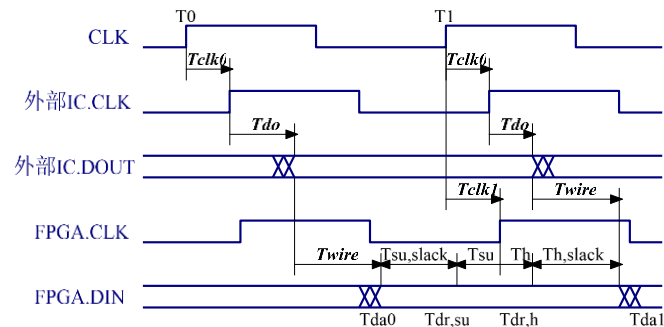 T0 T1
CLK
Tclk0 Tclk0
外部IC.CLK
Tdo Tdo
外部IC.DOUT
Tclk1 Twire
FPGA.CLK
Twire Tsu,slack Tsu Th Th,slack
FPGA.DIN
Tda0 Tdr,su Tdr,h Tda1